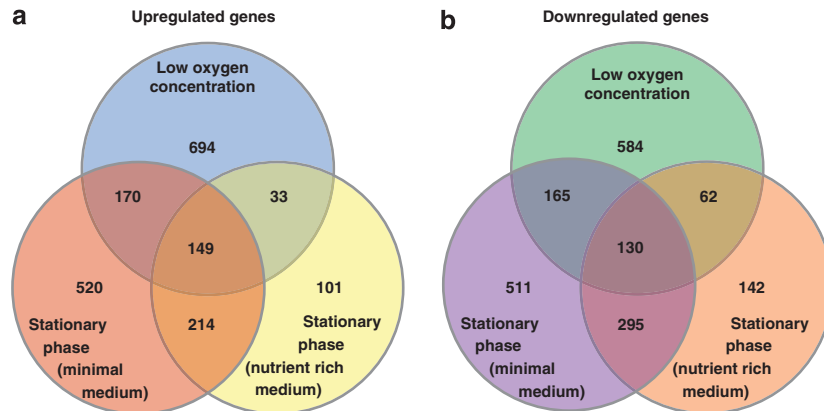 a
Upregulated genes
Low oxygen
concentration
694
170
33
149
520
101
214
Stationary
phase
(minimal
medium)
Stationary
phase
(nutrient rich
medium)
b
Downregulated genes
Low oxygen
concentration
584
165
62
130
511
142
295
Stationary
phase
(minimal
medium)
Stationary
phase
(nutrient rich
medium)